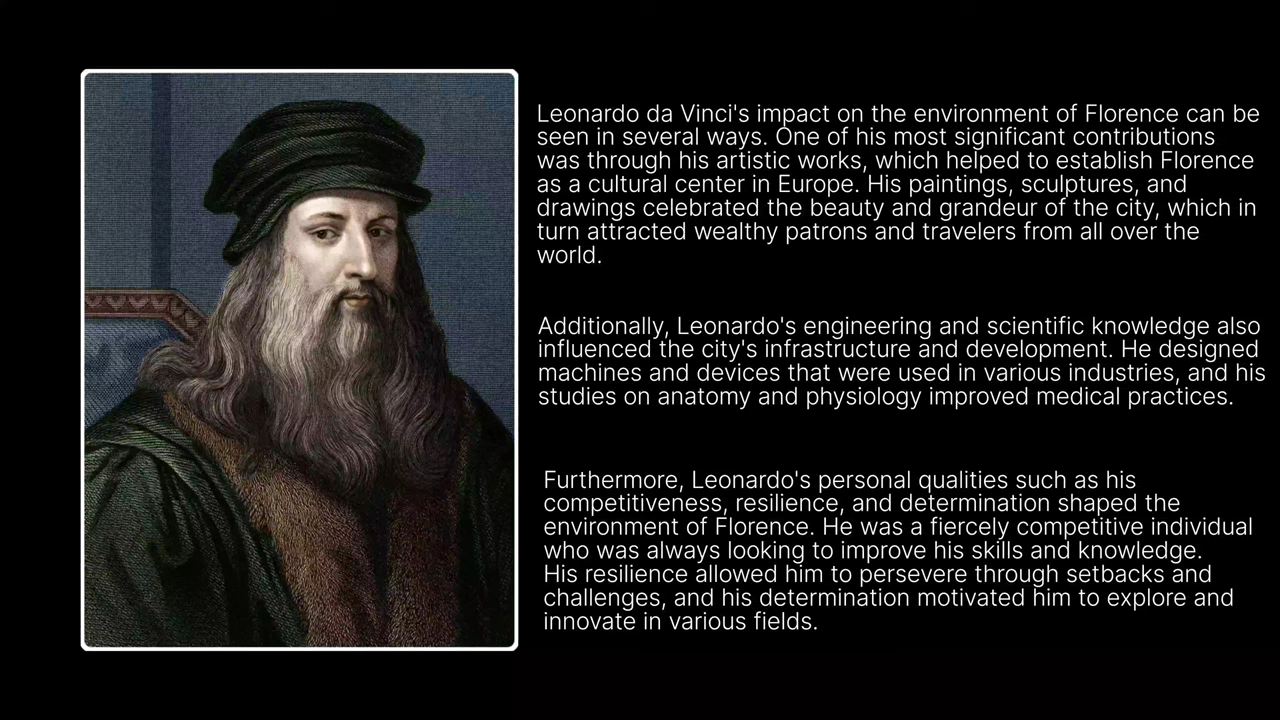 Leonardo da Vinci's impact on the environment of Florence can be
seen in several ways. One of his most significant contributions
was through his artistic works, which helped to establish Florence
as a cultural center in Europe. His paintings, sculptures, and
drawings celebrated the beauty and grandeur of the city, which in
turn attracted wealthy patrons and travelers from all over the
world.
Additionally, Leonardo's engineering and scientific knowledge also
influenced the city's infrastructure and development. He designed
machines and devices that were used in various industries, and his
studies on anatomy and physiology improved medical practices.
Furthermore, Leonardo's personal qualities such as his
competitiveness, resilience, and determination shaped the
environment of Florence. He was a fiercely competitive individual
who was always looking to improve his skills and knowledge.
His resilience allowed him to persevere through setbacks and
challenges, and his determination motivated him to explore and
innovate in various fields.